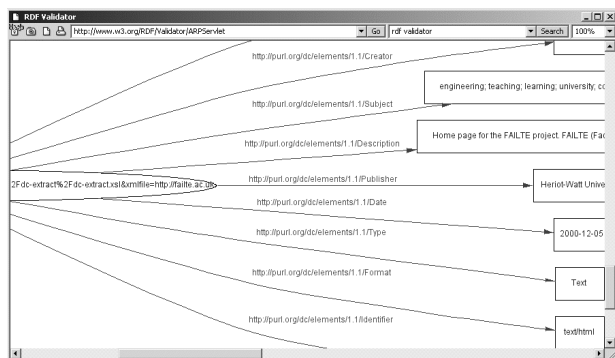 RDF Validator
http://www.w3.org/RDF/Validator/ARPServlet Go rdf validator Search 100%
http://purl.org/dc/elements/1.1/Creator
engineering; teaching; learning; university; co
http://purl.org/dc/elements/1.1/Subject
Home page for the FAILTE project. FAILTE (Fac
http://purl.org/dc/elements/1.1/Description
2Fdc-extract%2Fdc-extract.xsl&xmlfile=http://failte.ac.uk
http://purl.org/dc/elements/1.1/Publisher
Heriot-Watt Unive
http://purl.org/dc/elements/1.1/Date
http://purl.org/dc/elements/1.1/Type
2000-12-05
http://purl.org/dc/elements/1.1/Format
Text
http://purl.org/dc/elements/1.1/Identifier
text/html